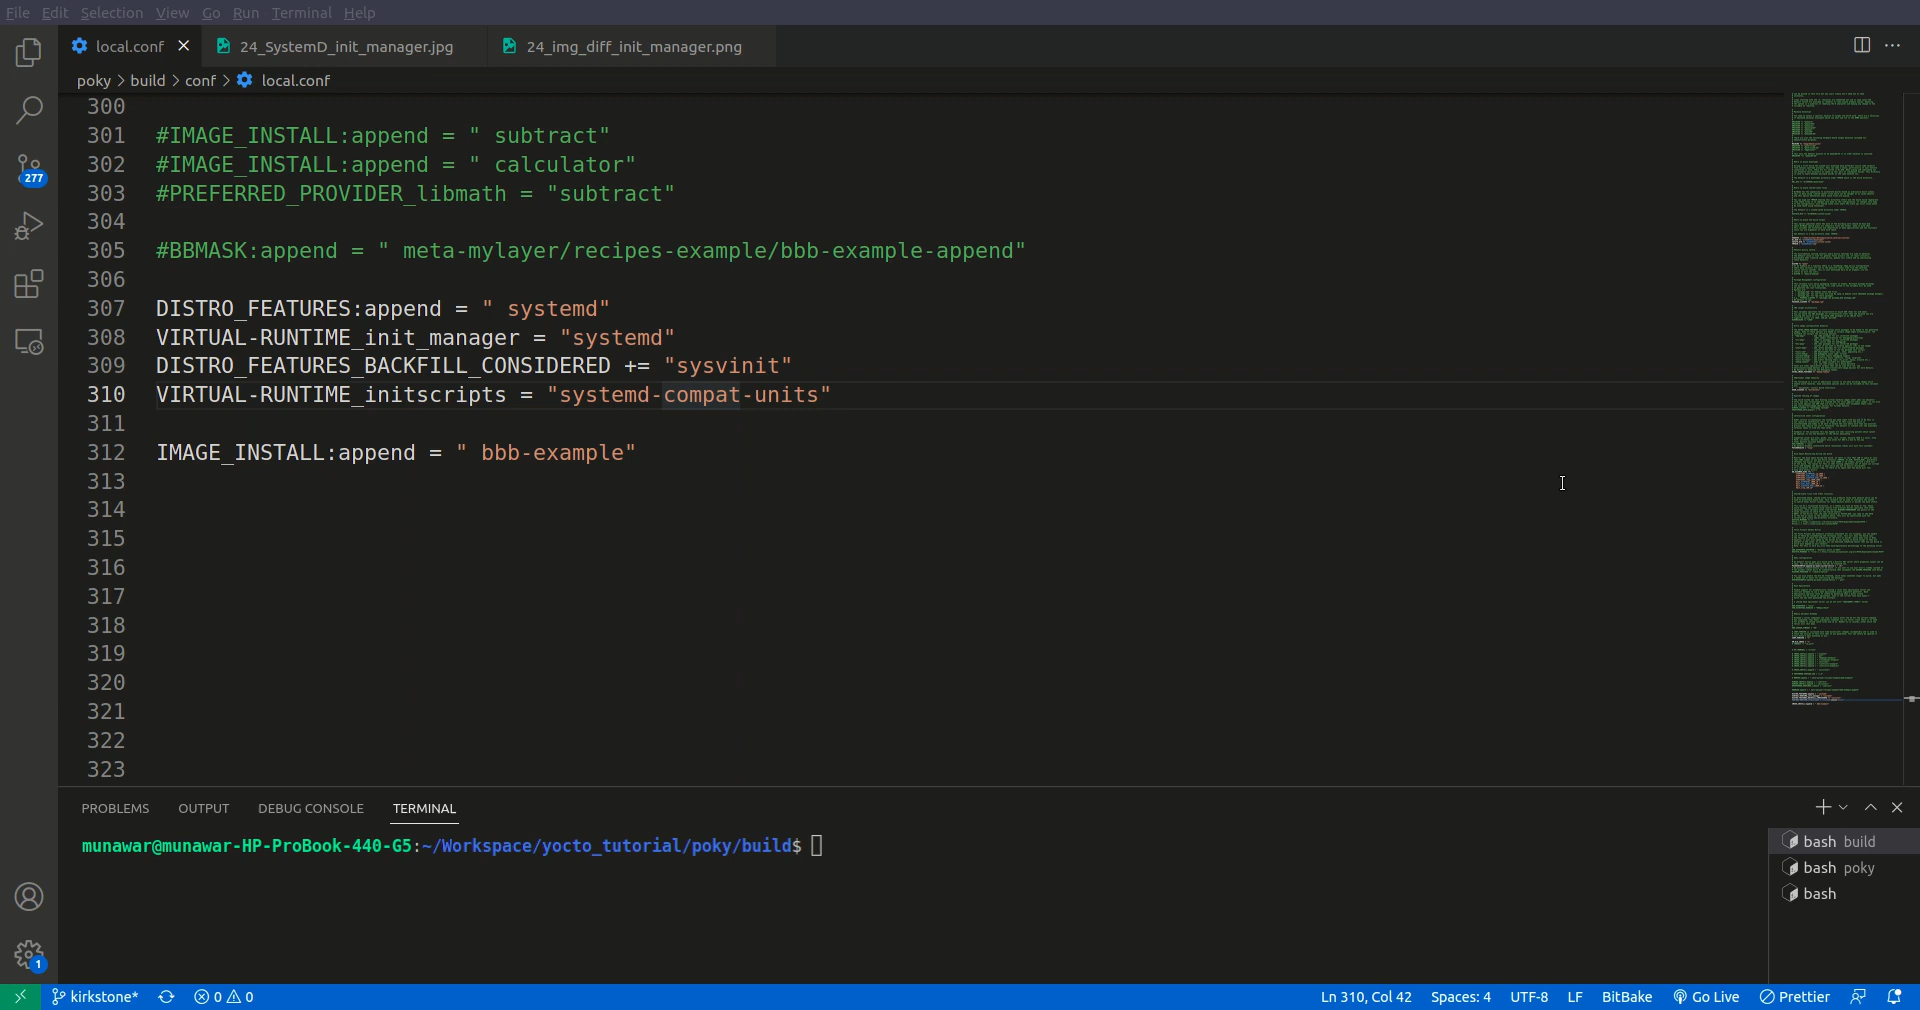 File Edit Selection View Go Run Terminal Help
local.conf
24_SystemD_init_manager.jpg
24_img_diff_init_manager.png
poky > build > conf > local.conf
300
301 #IMAGE_INSTALL:append = " subtract"
302 #IMAGE_INSTALL:append = " calculator"
303 #PREFERRED_PROVIDER_libmath = "subtract"
304
305 #BBMASK:append = " meta-mylayer/recipes-example/bbb-example-append"
306
307 DISTRO_FEATURES:append = " systemd"
308 VIRTUAL-RUNTIME_init_manager = "systemd"
309 DISTRO_FEATURES_BACKFILL_CONSIDERED += "sysvinit"
310 VIRTUAL-RUNTIME_initscripts = "systemd-compat-units"
311
312 IMAGE_INSTALL:append = " bbb-example"
313
314
315
316
317
318
319
320
321
322
323
277
1
PROBLEMS OUTPUT DEBUG CONSOLE TERMINAL
munawar@munawar-HP-ProBook-440-G5:~/Workspace/yocto_tutorial/poky/build$
bash build
bash poky
bash
kirkstone* 0 0 Ln 310, Col 42 Spaces: 4 UTF-8 LF BitBake Go Live Prettier